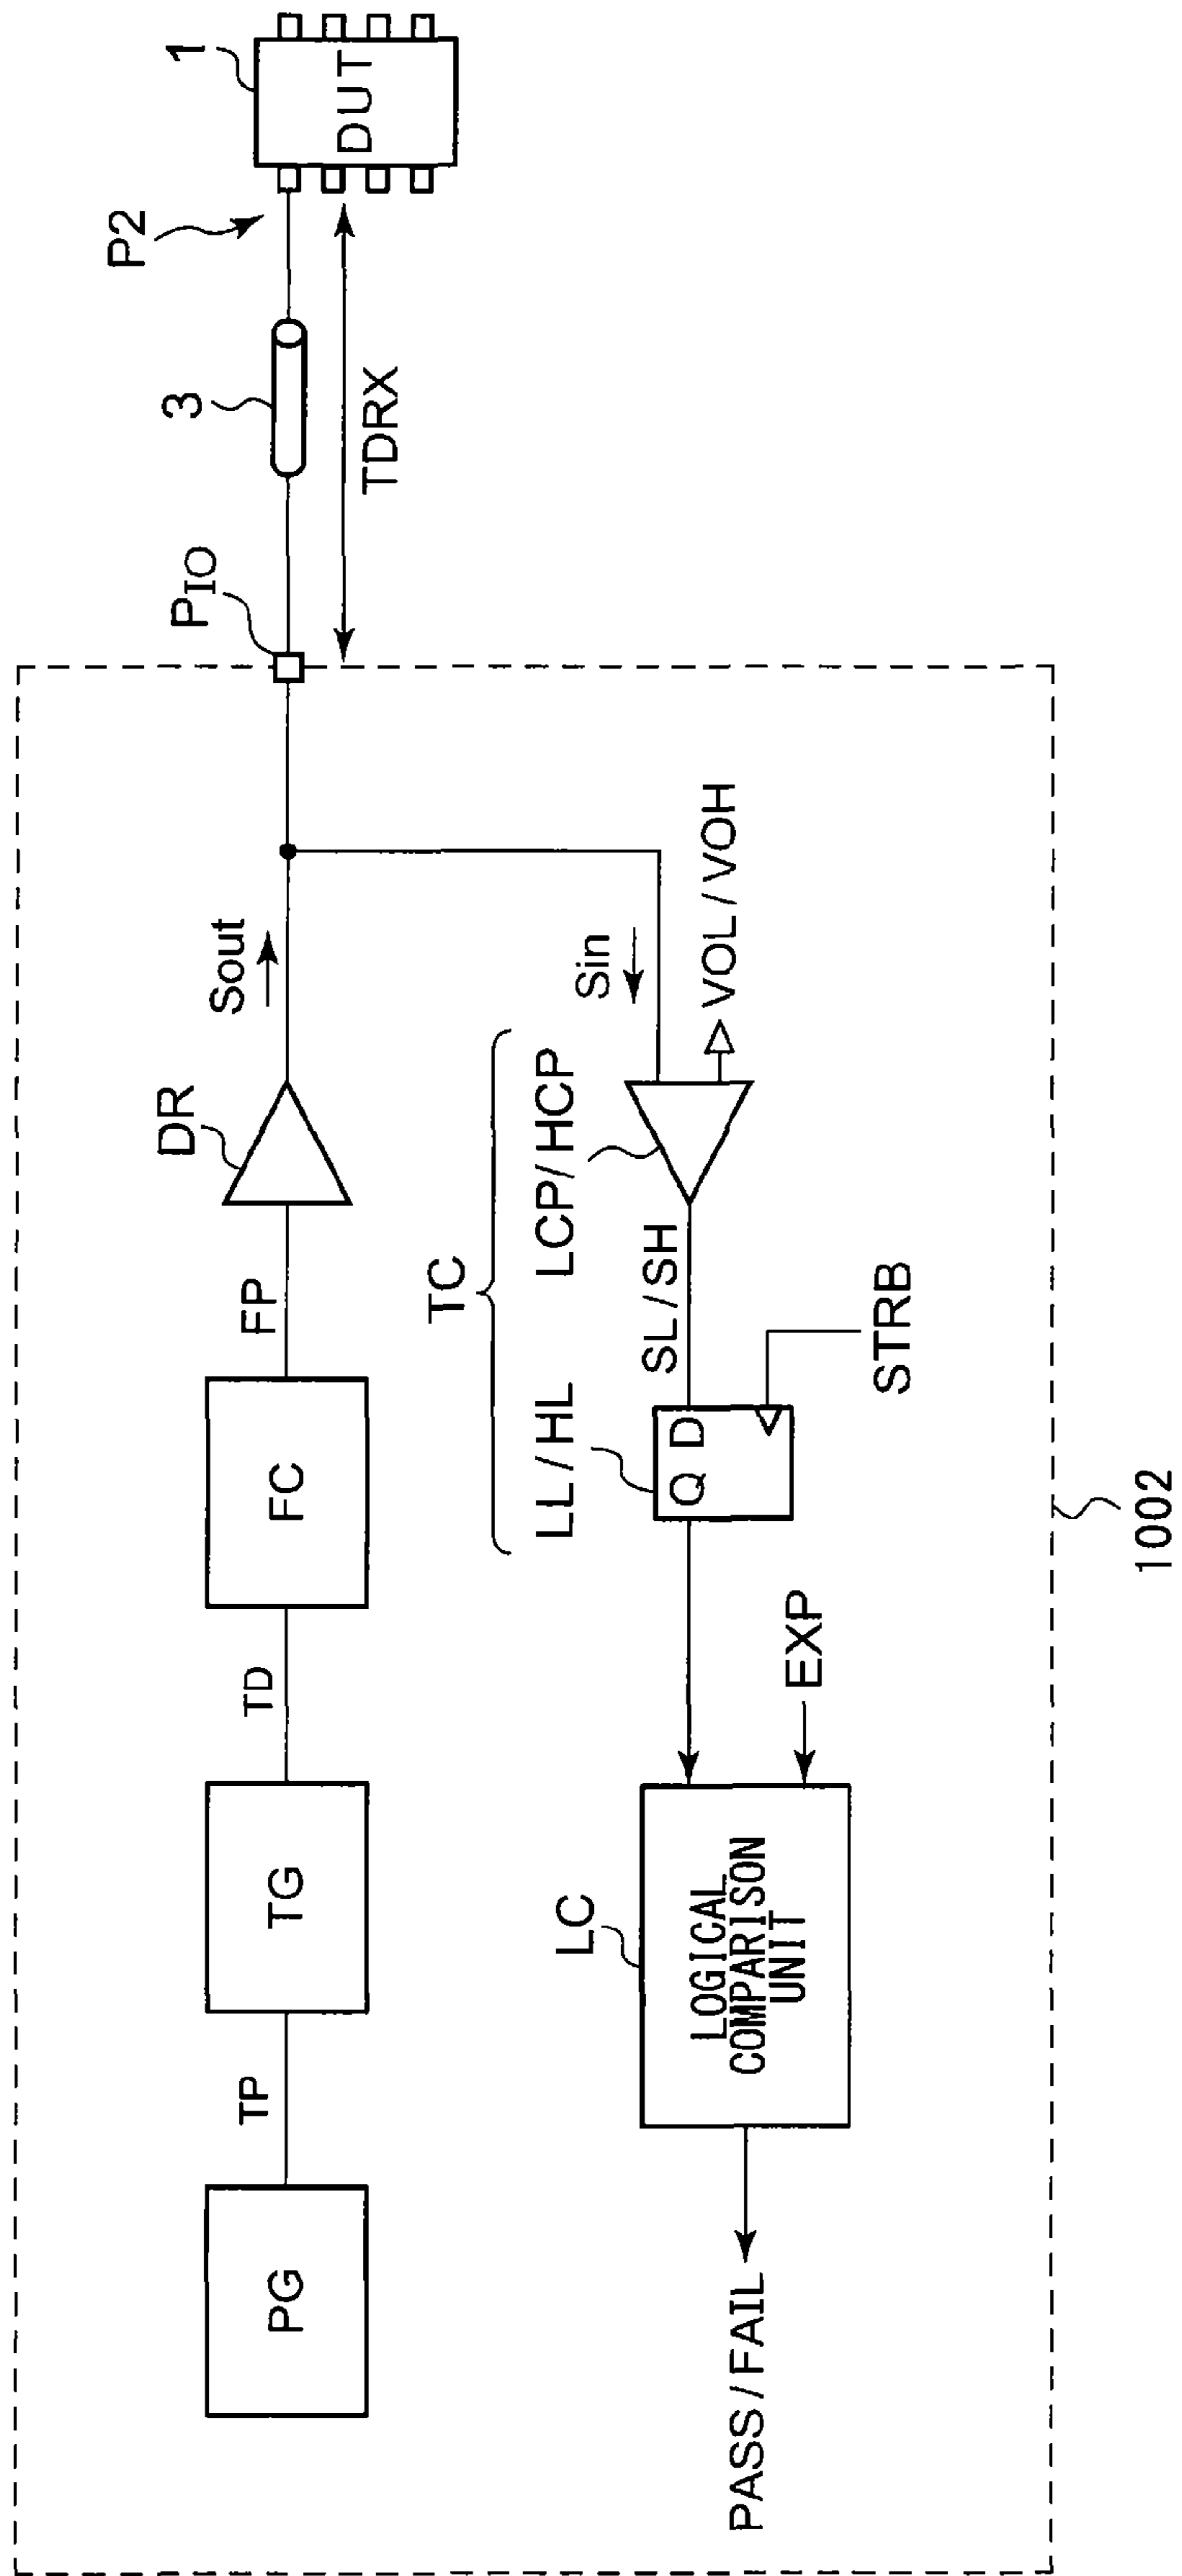 PG
TP
TG
TD
FC
FP
DR
Sout
PIO
3
P2
1
DUT
TDRX
TC
LL/HL
LCP/HCP
Sin
VOL/VOH
SL/SH
Q D
STRB
LC
LOGICAL
COMPARISON
UNIT
EXP
PASS/FAIL
1002